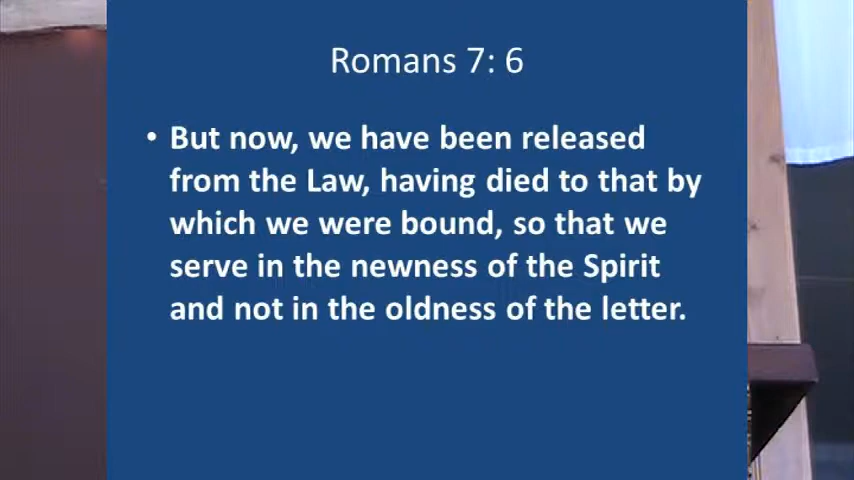 Romans 7: 6
• But now, we have been released
from the Law, having died to that by
which we were bound, so that we
serve in the newness of the Spirit
and not in the oldness of the letter.